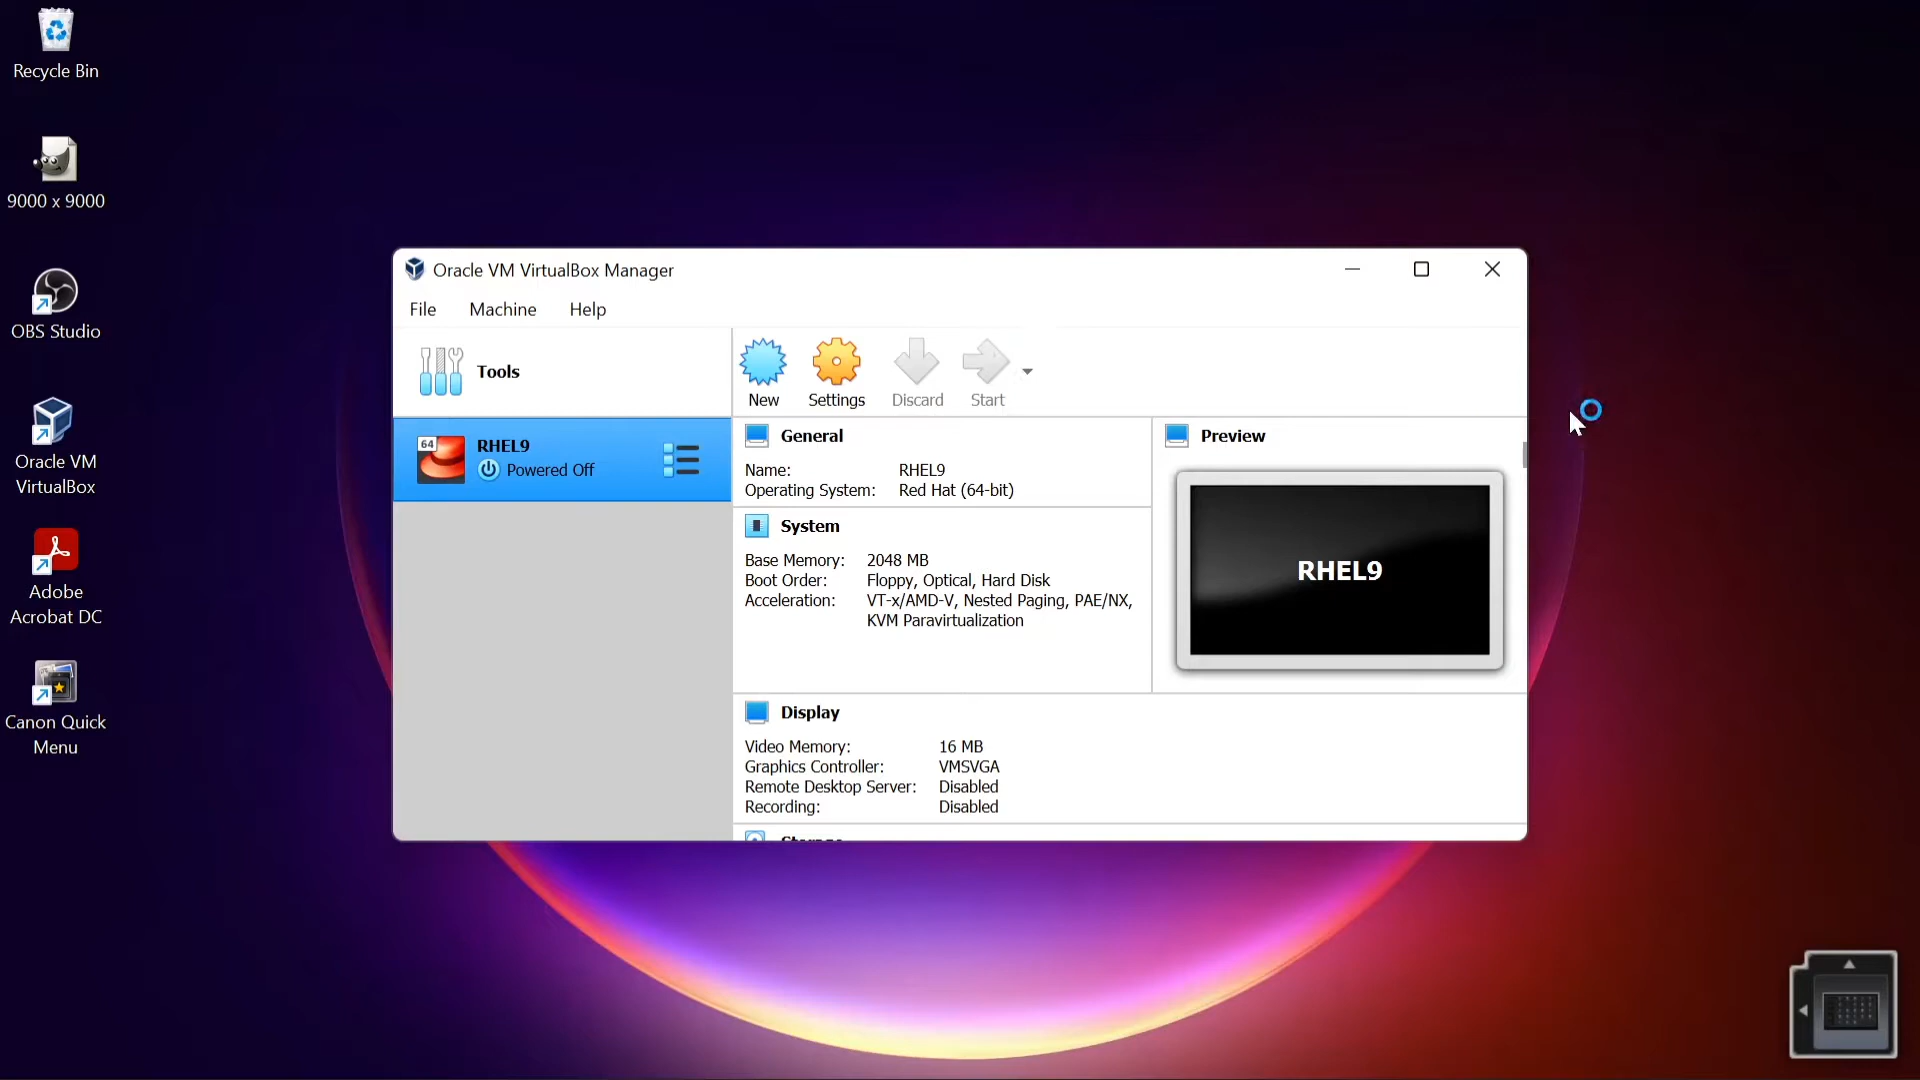 Recycle Bin
9000 x 9000
OBS Studio
Oracle VM
VirtualBox
Adobe
Acrobat DC
Canon Quick
Menu
Oracle VM VirtualBox Manager
File Machine Help
Tools
New Settings Discard Start
64
RHEL9
Powered Off
General
Name: RHEL9
Operating System: Red Hat (64-bit)
System
Base Memory: 2048 MB
Boot Order: Floppy, Optical, Hard Disk
Acceleration: VT-x/AMD-V, Nested Paging, PAE/NX,
KVM Paravirtualization
Preview
RHEL9
Display
Video Memory: 16 MB
Graphics Controller: VMSVGA
Remote Desktop Server: Disabled
Recording: Disabled
Storage